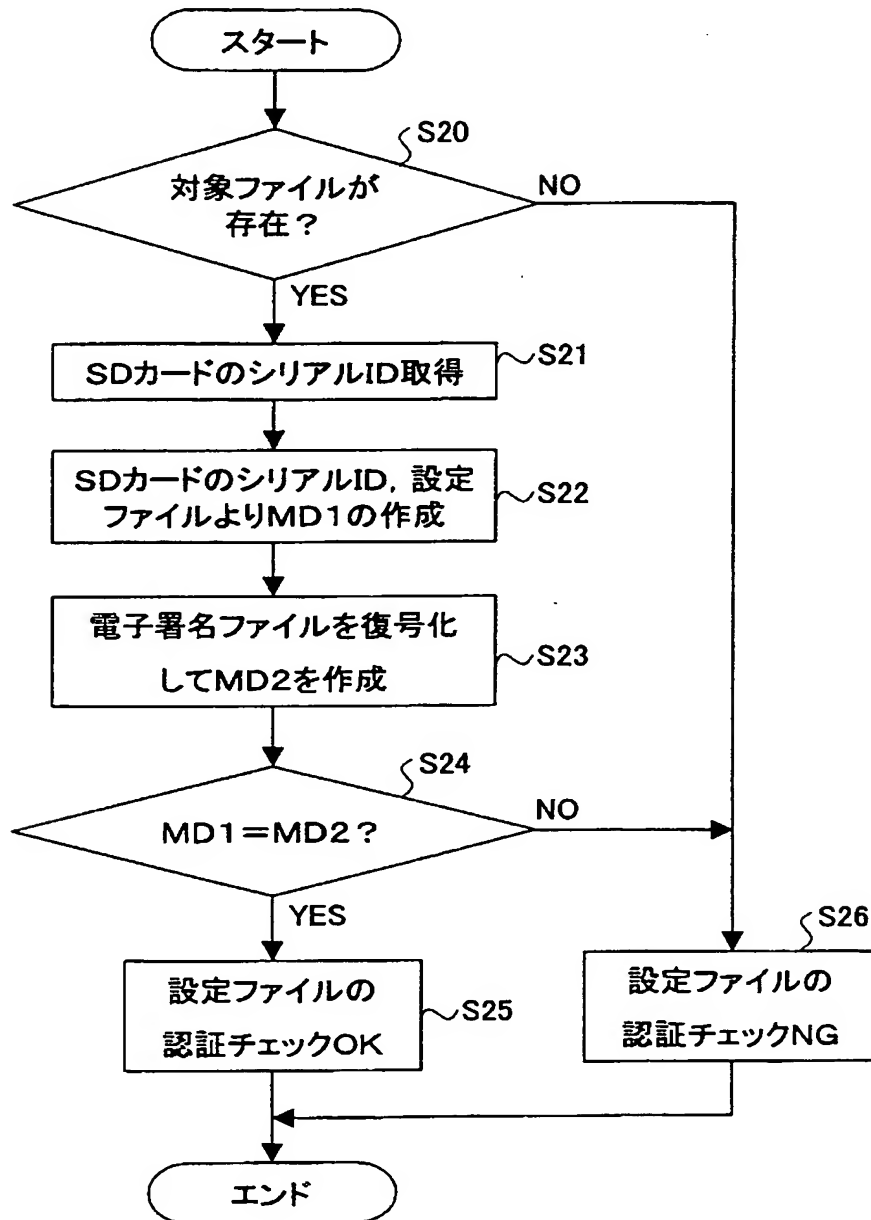 スタート
S20
対象ファイルが
存在？
NO
YES
SDカードのシリアルID取得
S21
SDカードのシリアルID，設定
ファイルよりMD1の作成
S22
電子署名ファイルを復号化
してMD2を作成
S23
S24
MD1＝MD2？
NO
YES
設定ファイルの
認証チェックOK
S25
S26
設定ファイルの
認証チェックNG
エンド